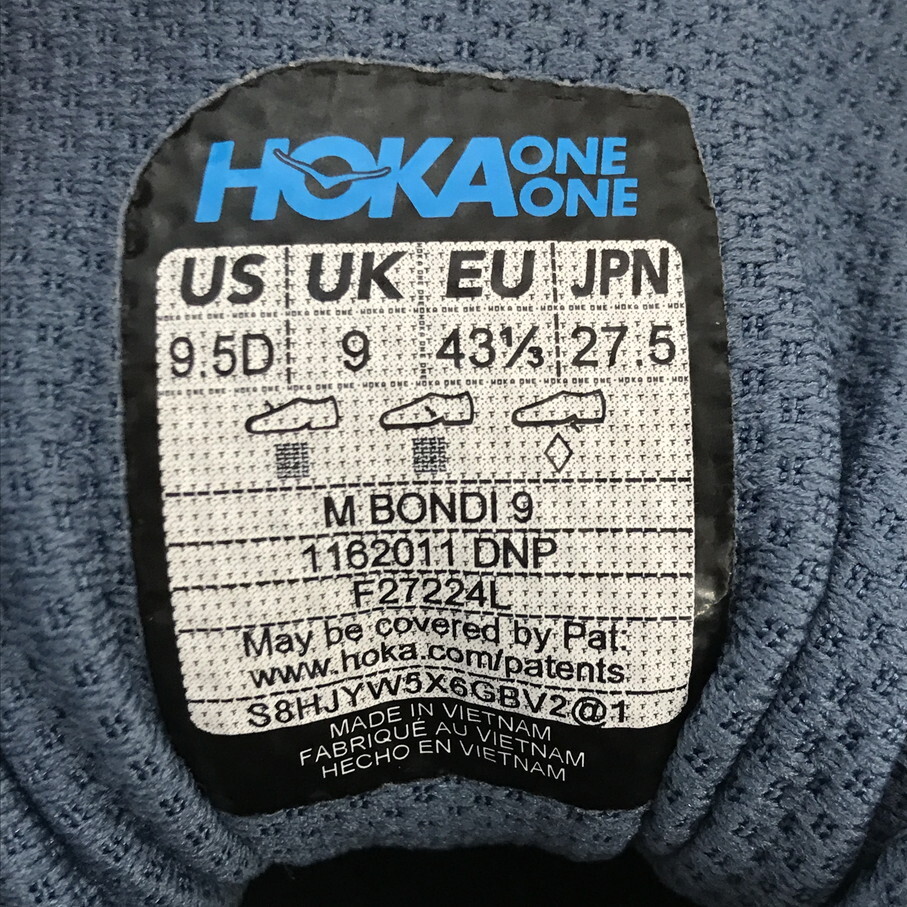 HOKA ONE ONE
US UK EU JPN
9.5D 9 43⅓ 27.5
M BONDI 9
1162011 DNP
F27224L
May be covered by Pat:
www.hoka.com/patents
S8HJYW5X6GBV2@1
MADE IN VIETNAM
FABRIQUÉ AU VIETNAM
HECHO EN VIETNAM